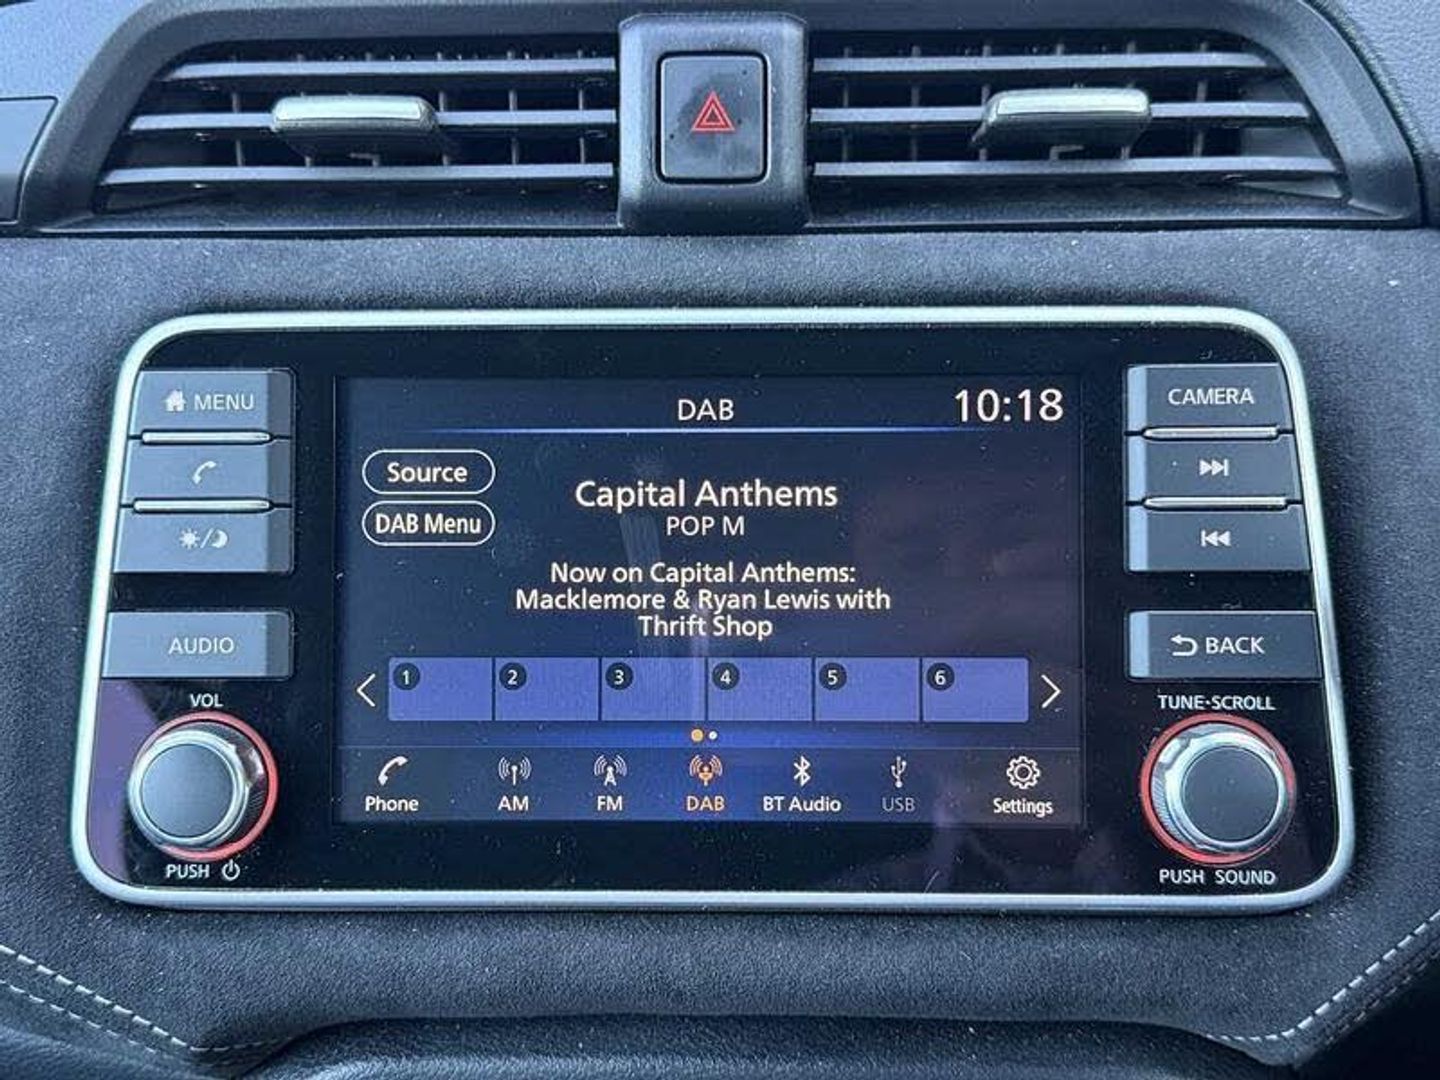 MENU
AUDIO
VOL
PUSH
DAB
10:18
Source
DAB Menu
Capital Anthems
POP M
Now on Capital Anthems:
Macklemore & Ryan Lewis with
Thrift Shop
1 2 3 4 5 6
Phone AM FM DAB BT Audio USB Settings
CAMERA
BACK
TUNE·SCROLL
PUSH SOUND